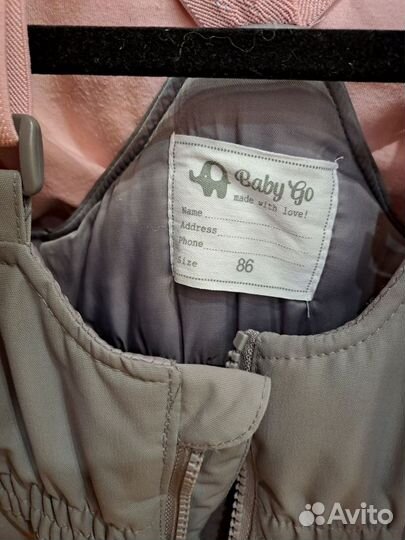 Baby Go
made with love!
Name
Address
Phone
Size 86
Avito